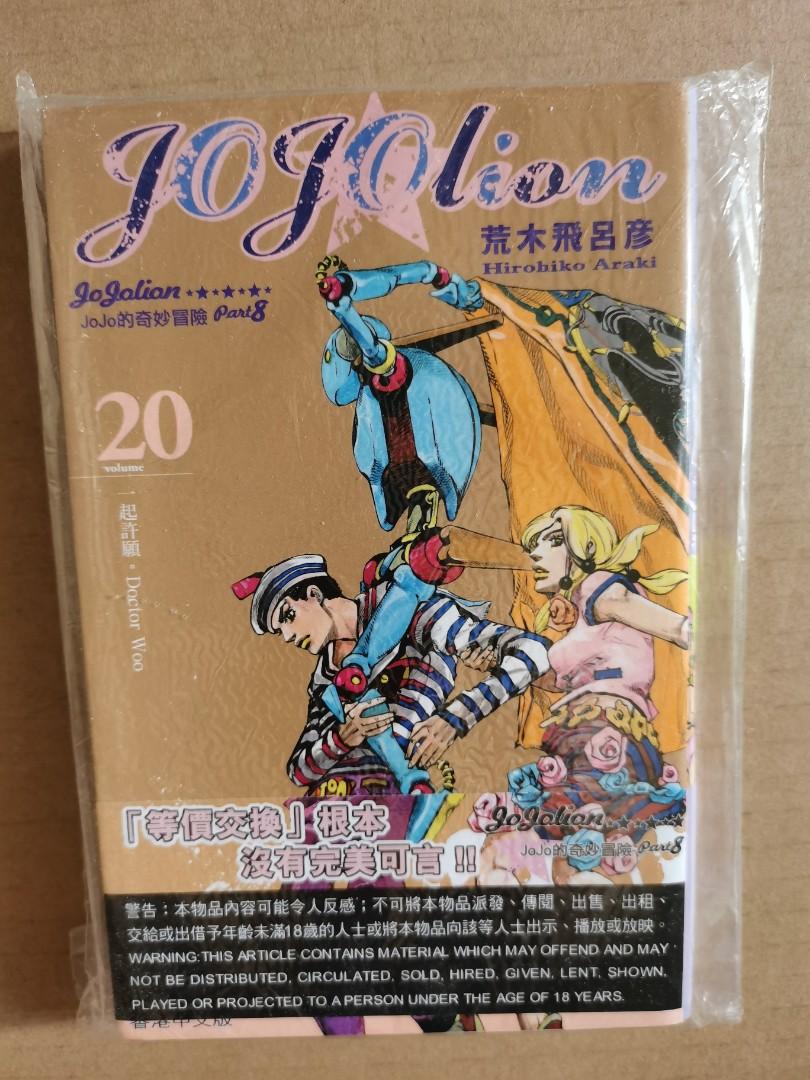 JOJOlion
荒木飛呂彦
Hirohiko Araki
JoJolion ★★★★★★
JoJo的奇妙冒險 Part8
20
volume
一起許願。Doctor Woo
「等價交換」根本
沒有完美可言 !!
JoJolion ★★★★★★
JoJo的奇妙冒險 Part8
警告：本物品內容可能令人反感；不可將本物品派發、傳閱、出售、出租、
交給或出借予年齡未滿18歲的人士或將本物品向該等人士出示、播放或放映。
WARNING:THIS ARTICLE CONTAINS MATERIAL WHICH MAY OFFEND AND MAY
NOT BE DISTRIBUTED, CIRCULATED, SOLD, HIRED, GIVEN, LENT, SHOWN,
PLAYED OR PROJECTED TO A PERSON UNDER THE AGE OF 18 YEARS.
香港中文版